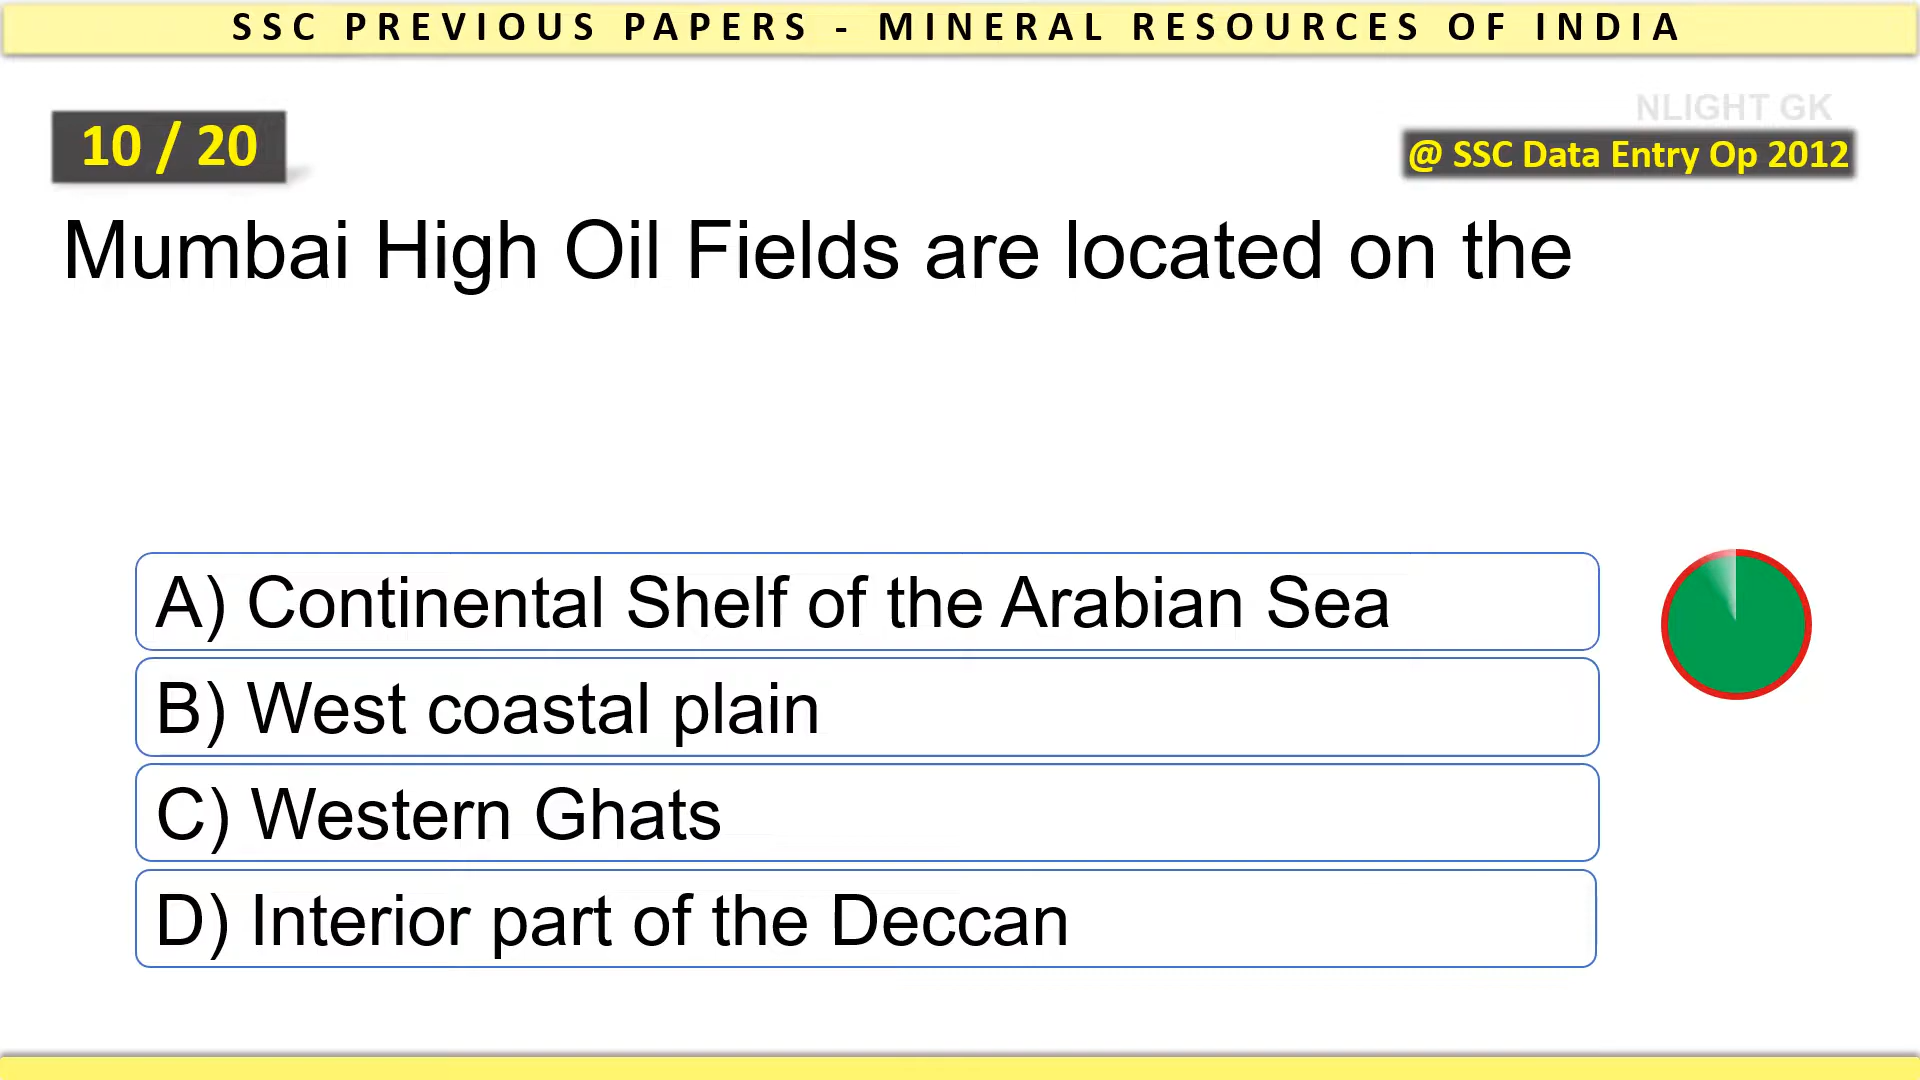 SSC PREVIOUS PAPERS - MINERAL RESOURCES OF INDIA
NLIGHT GK
10 / 20
@ SSC Data Entry Op 2012
Mumbai High Oil Fields are located on the
A) Continental Shelf of the Arabian Sea
B) West coastal plain
C) Western Ghats
D) Interior part of the Deccan